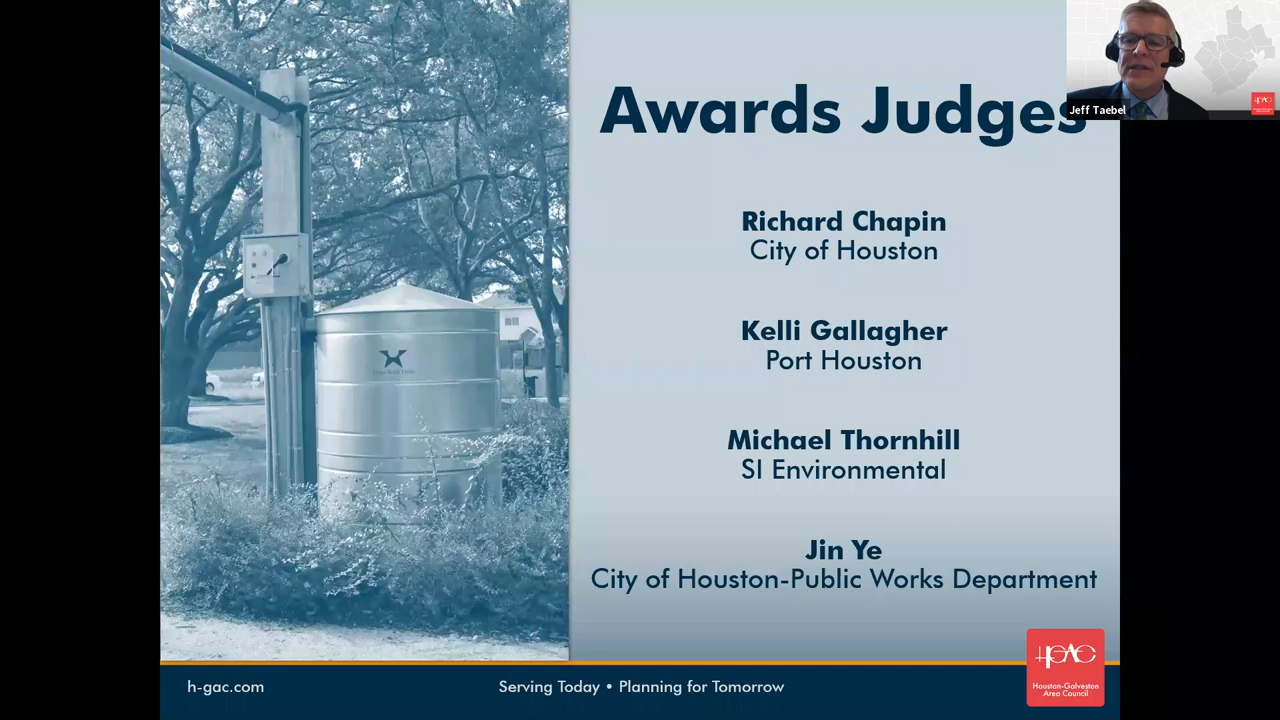 Awards Judges
Jeff Taebel
Richard Chapin
City of Houston
Kelli Gallagher
Port Houston
Michael Thornhill
SI Environmental
Jin Ye
City of Houston-Public Works Department
h-gac.com
Serving Today • Planning for Tomorrow
HGAC
Houston-Galveston
Area Council